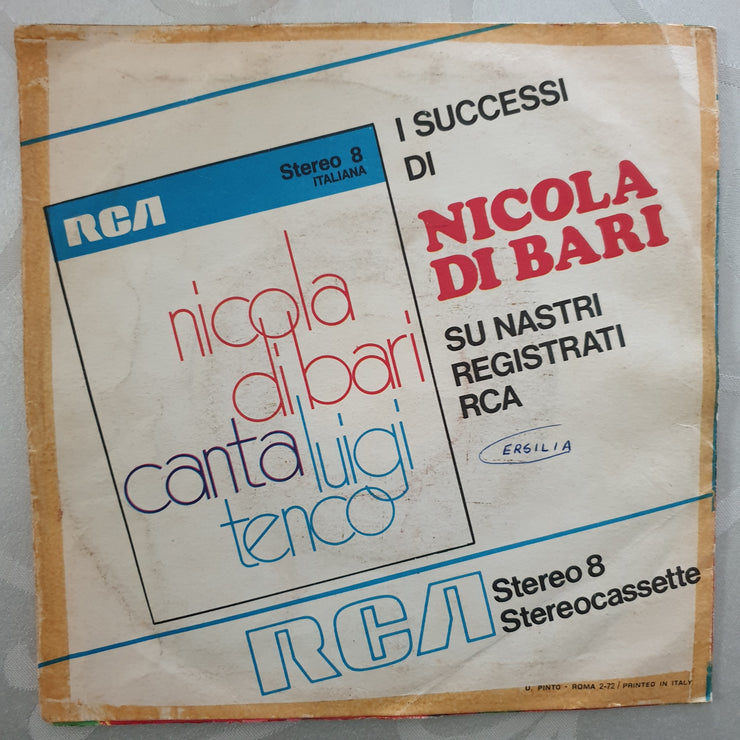 I SUCCESSI
DI
NICOLA
DI BARI
SU NASTRI
REGISTRATI
RCA
ERSILIA
Stereo 8
ITALIANA
RCA
nicola
di bari
canta luigi
tenco
RCA
Stereo 8
Stereocassette
U. PINTO - ROMA 2-72 / PRINTED IN ITALY